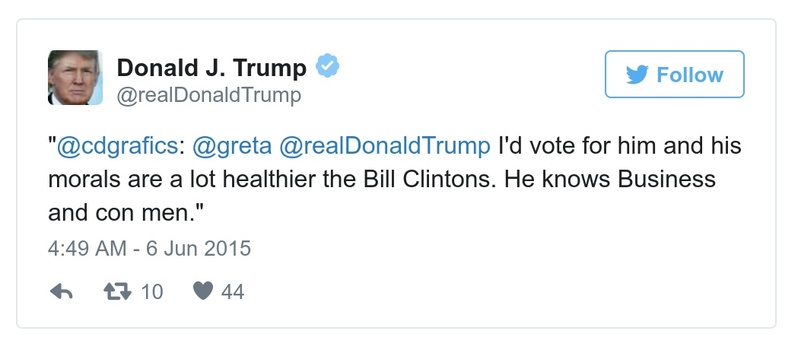 Donald J. Trump
@realDonaldTrump
Follow
"@cdgrafics: @greta @realDonaldTrump I'd vote for him and his
morals are a lot healthier the Bill Clintons. He knows Business
and con men."
4:49 AM - 6 Jun 2015
10 44